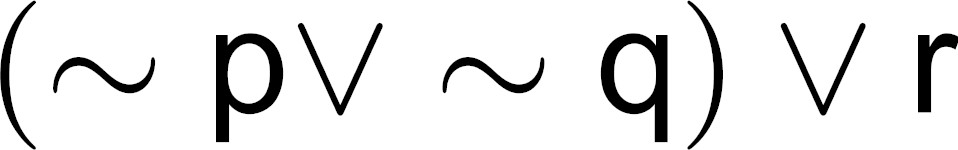 (∼ p∨ ∼ q) ∨ r